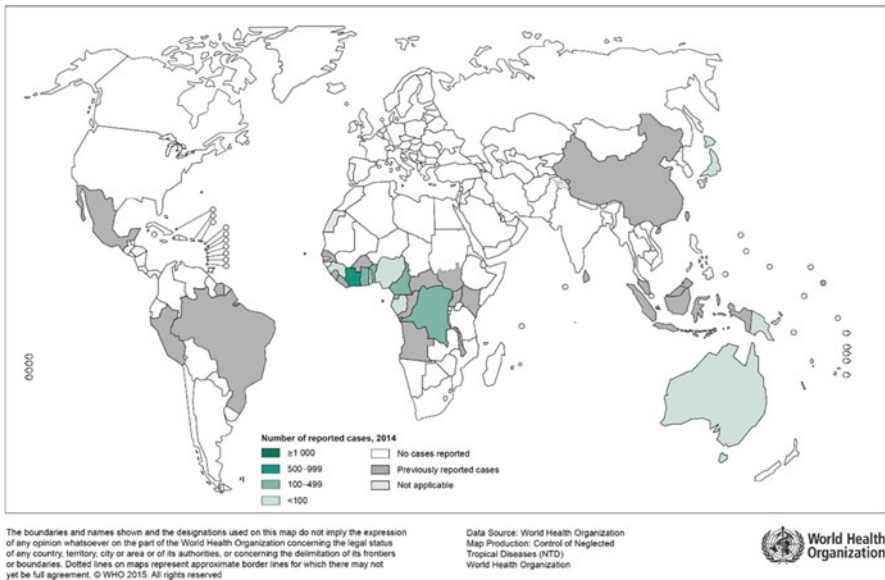 Number of reported cases, 2014
≥1 000
500–999
100–499
<100
No cases reported
Previously reported cases
Not applicable
The boundaries and names shown and the designations used on this map do not imply the expression
of any opinion whatsoever on the part of the World Health Organization concerning the legal status
of any country, territory, city or area or of its authorities, or concerning the delimitation of its frontiers
or boundaries. Dotted lines on maps represent approximate border lines for which there may not
yet be full agreement. © WHO 2015. All rights reserved
Data Source: World Health Organization
Map Production: Control of Neglected
Tropical Diseases (NTD)
World Health Organization
World Health
Organization